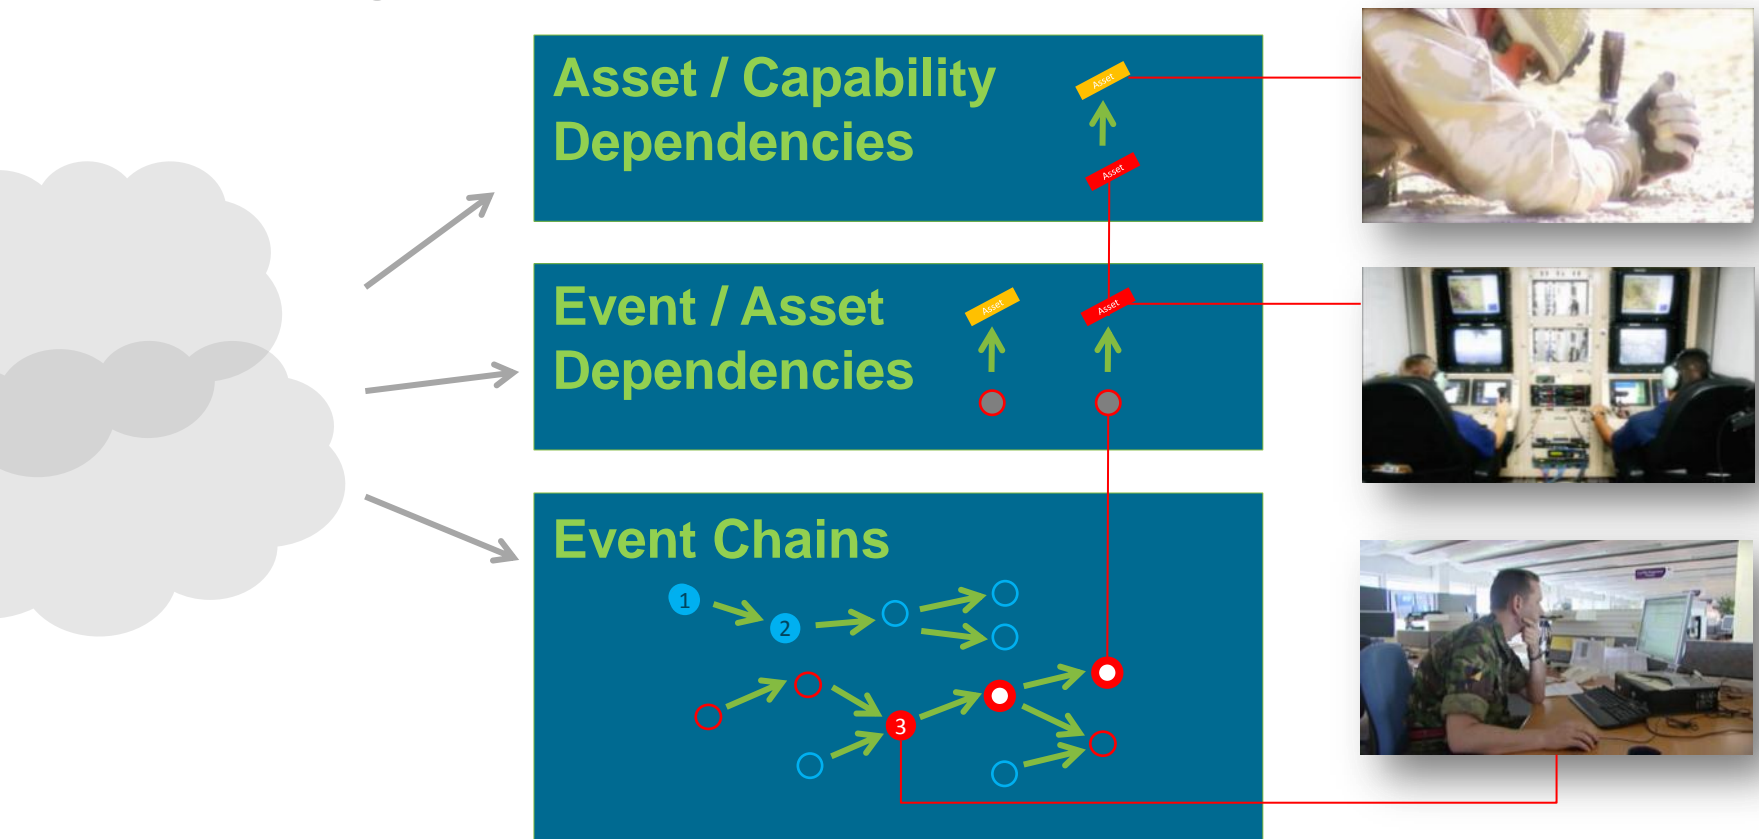 Asset / Capability
Dependencies
Asset
Asset
Event / Asset
Dependencies
Asset
Asset
Event Chains
1
2
3